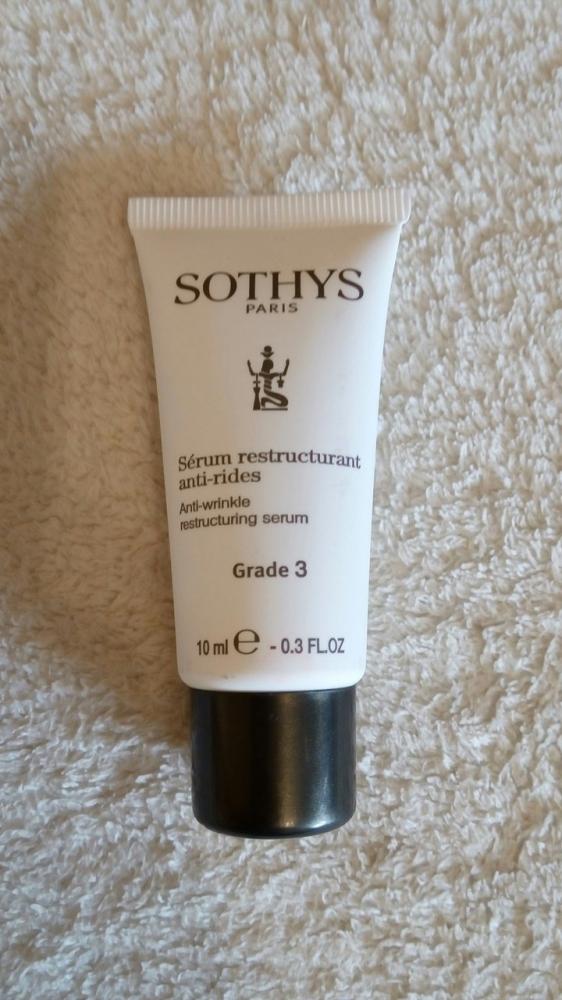 SOTHYS
PARIS
Sérum restructurant
anti-rides
Anti-wrinkle
restructuring serum
Grade 3
10 ml ℮ - 0.3 FL.OZ